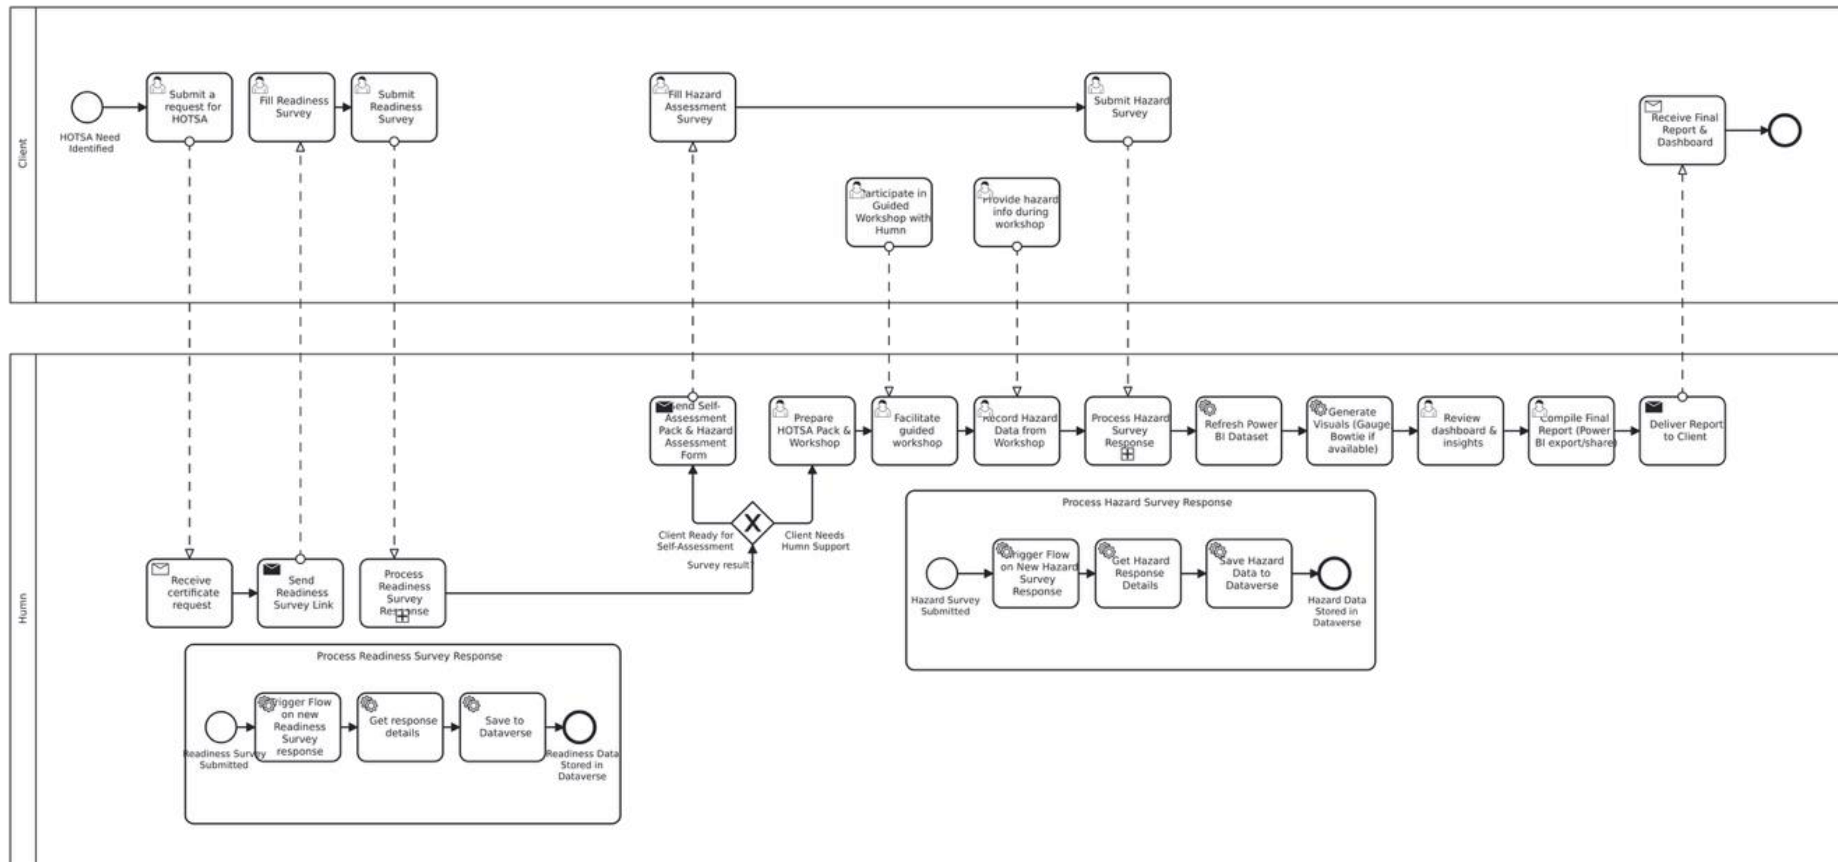 Client
HOTSA Need
Identified
Submit a
request for
HOTSA
Fill Readiness
Survey
Submit
Readiness
Survey
Fill Hazard
Assessment
Survey
Submit Hazard
Survey
Participate in
Guided
Workshop with
Humn
Provide hazard
info during
workshop
Receive Final
Report &
Dashboard
Humn
Send Self-
Assessment
Pack & Hazard
Assessment
Form
Prepare
HOTSA Pack &
Workshop
Facilitate
guided
workshop
Record Hazard
Data from
Workshop
Process Hazard
Survey
Response
Refresh Power
BI Dataset
Generate
Visuals (Gauge,
Bowtie if
available)
Review
dashboard &
insights
Compile Final
Report (Power
BI export/share)
Deliver Report
to Client
Client Ready for
Self-Assessment
Client Needs
Humn Support
Survey result
Receive
certificate
request
Send
Readiness
Survey Link
Process
Readiness
Survey
Response
Process Hazard Survey Response
Hazard Survey
Submitted
Trigger Flow
on New Hazard
Survey
Response
Get Hazard
Response
Details
Save Hazard
Data to
Dataverse
Hazard Data
Stored in
Dataverse
Process Readiness Survey Response
Readiness Survey
Submitted
Trigger Flow
on new
Readiness
Survey
response
Get response
details
Save to
Dataverse
Readiness Data
Stored in
Dataverse